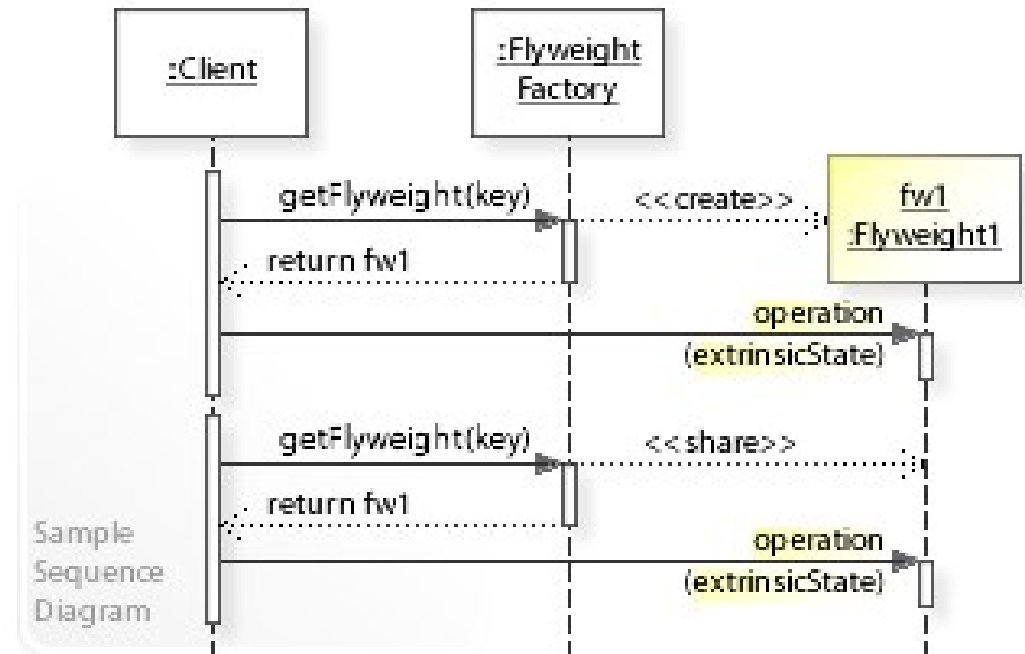 :Client
:Flyweight
Factory
fw1
:Flyweight1
getFlyweight(key)
<<create>>
return fw1
operation
(extrinsicState)
getFlyweight(key)
<<share>>
return fw1
operation
(extrinsicState)
Sample
Sequence
Diagram